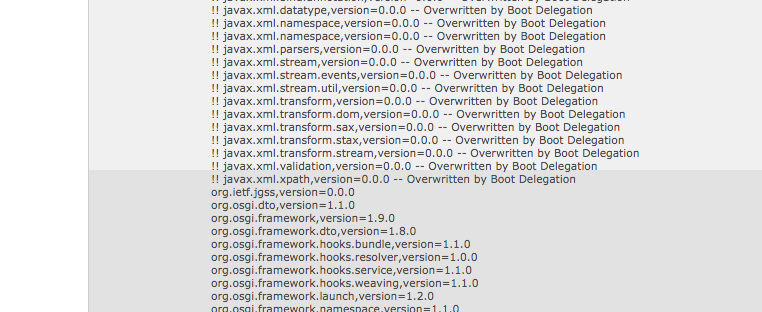 !! javax.xml.datatype,version=0.0.0 -- Overwritten by Boot Delegation
!! javax.xml.namespace,version=0.0.0 -- Overwritten by Boot Delegation
!! javax.xml.namespace,version=0.0.0 -- Overwritten by Boot Delegation
!! javax.xml.parsers,version=0.0.0 -- Overwritten by Boot Delegation
!! javax.xml.stream,version=0.0.0 -- Overwritten by Boot Delegation
!! javax.xml.stream.events,version=0.0.0 -- Overwritten by Boot Delegation
!! javax.xml.stream.util,version=0.0.0 -- Overwritten by Boot Delegation
!! javax.xml.transform,version=0.0.0 -- Overwritten by Boot Delegation
!! javax.xml.transform.dom,version=0.0.0 -- Overwritten by Boot Delegation
!! javax.xml.transform.sax,version=0.0.0 -- Overwritten by Boot Delegation
!! javax.xml.transform.stax,version=0.0.0 -- Overwritten by Boot Delegation
!! javax.xml.transform.stream,version=0.0.0 -- Overwritten by Boot Delegation
!! javax.xml.validation,version=0.0.0 -- Overwritten by Boot Delegation
!! javax.xml.xpath,version=0.0.0 -- Overwritten by Boot Delegation
org.ietf.jgss,version=0.0.0
org.osgi.dto,version=1.1.0
org.osgi.framework,version=1.9.0
org.osgi.framework.dto,version=1.8.0
org.osgi.framework.hooks.bundle,version=1.1.0
org.osgi.framework.hooks.resolver,version=1.0.0
org.osgi.framework.hooks.service,version=1.1.0
org.osgi.framework.hooks.weaving,version=1.1.0
org.osgi.framework.launch,version=1.2.0
org.osgi.framework.namespace,version=1.1.0